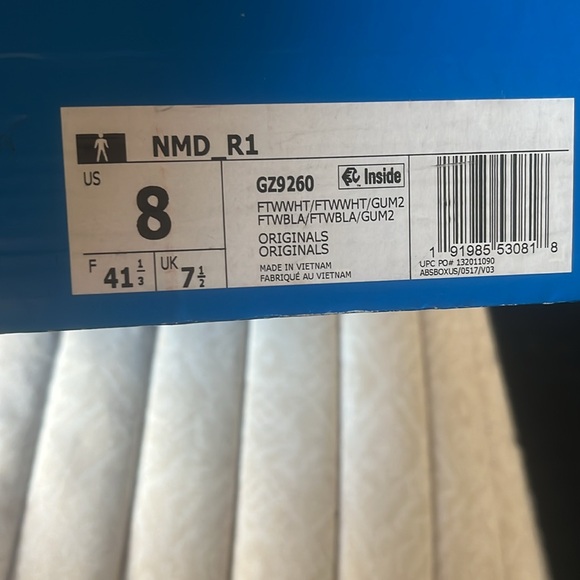 NMD_R1
US
8
F 41 1/3
UK 7 1/2
GZ9260
Inside
FTWWHT/FTWWHT/GUM2
FTWBLA/FTWBLA/GUM2
ORIGINALS
ORIGINALS
MADE IN VIETNAM
FABRIQUÉ AU VIETNAM
1 91985 53081 8
UPC PO# 132011090
ABSBOXUS/0517/V03